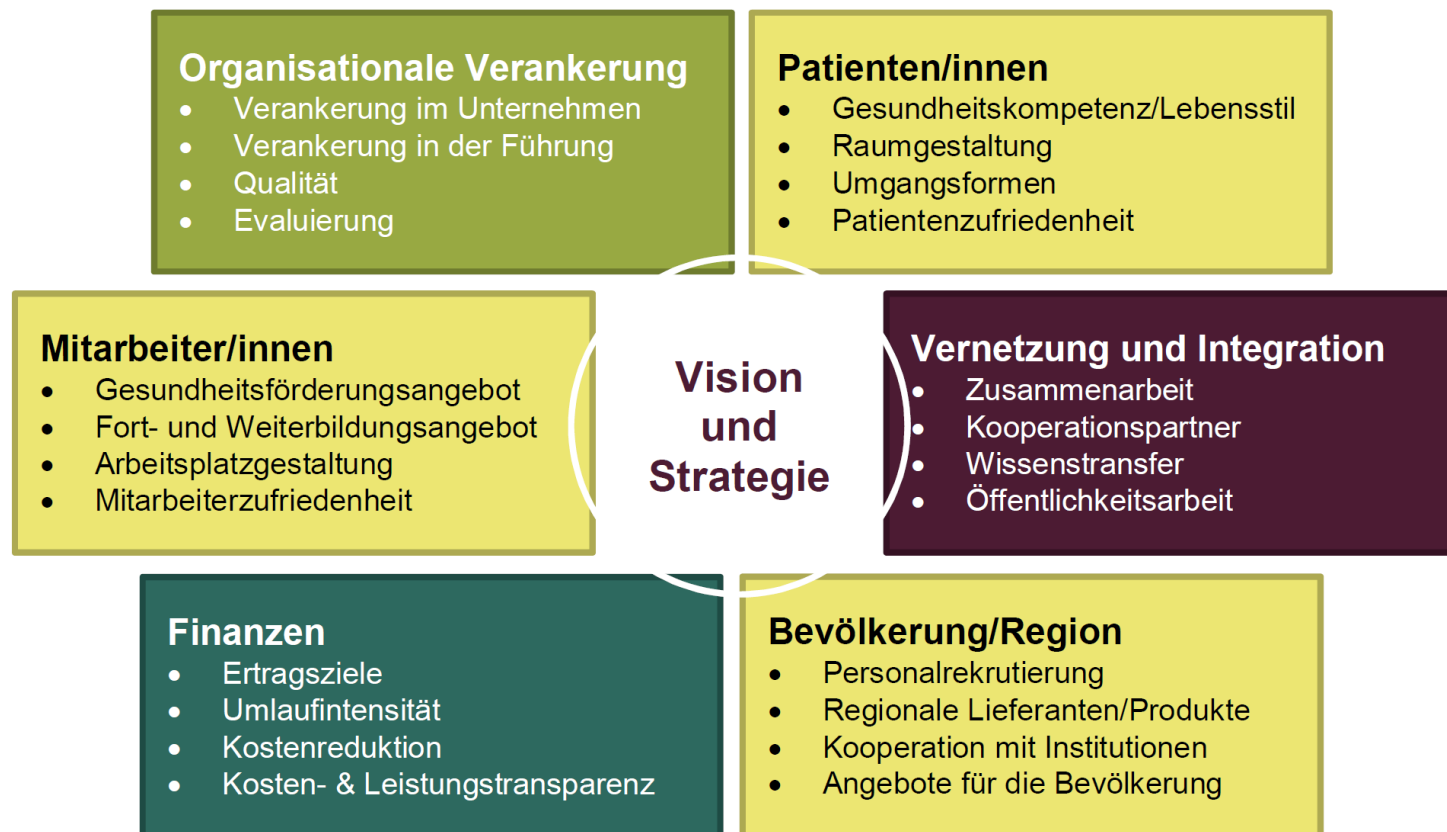 Organisationale Verankerung
• Verankerung im Unternehmen
• Verankerung in der Führung
• Qualität
• Evaluierung
Patienten/innen
• Gesundheitskompetenz/Lebensstil
• Raumgestaltung
• Umgangsformen
• Patientenzufriedenheit
Mitarbeiter/innen
• Gesundheitsförderungsangebot
• Fort- und Weiterbildungsangebot
• Arbeitsplatzgestaltung
• Mitarbeiterzufriedenheit
Vision
und
Strategie
Vernetzung und Integration
• Zusammenarbeit
• Kooperationspartner
• Wissenstransfer
• Öffentlichkeitsarbeit
Finanzen
• Ertragsziele
• Umlaufintensität
• Kostenreduktion
• Kosten- & Leistungstransparenz
Bevölkerung/Region
• Personalrekrutierung
• Regionale Lieferanten/Produkte
• Kooperation mit Institutionen
• Angebote für die Bevölkerung